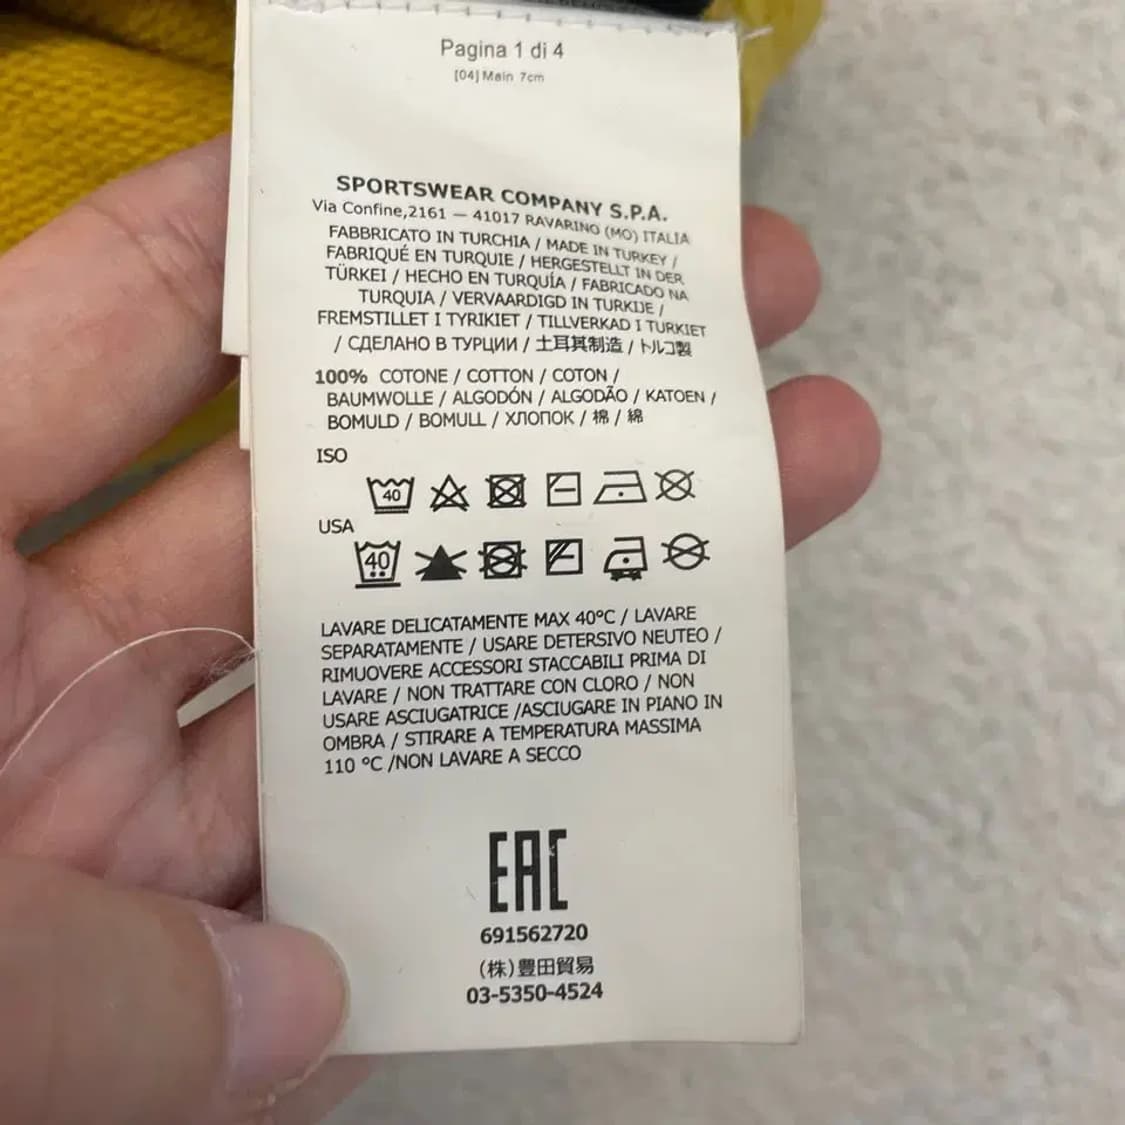 Pagina 1 di 4
[04] Main 7cm
SPORTSWEAR COMPANY S.P.A.
Via Confine,2161 — 41017 RAVARINO (MO) ITALIA
FABBRICATO IN TURCHIA / MADE IN TURKEY /
FABRIQUÉ EN TURQUIE / HERGESTELLT IN DER
TÜRKEI / HECHO EN TURQUÍA / FABRICADO NA
TURQUIA / VERVAARDIGD IN TURKIJE /
FREMSTILLET I TYRKIET / TILLVERKAD I TURKIET
/ СДЕЛАНО В ТУРЦИИ / 土耳其制造 / トルコ製
100% COTONE / COTTON / COTON /
BAUMWOLLE / ALGODÓN / ALGODÃO / KATOEN /
BOMULD / BOMULL / ХЛОПОК / 棉 / 綿
ISO
40
USA
40
LAVARE DELICATAMENTE MAX 40°C / LAVARE
SEPARATAMENTE / USARE DETERSIVO NEUTEO /
RIMUOVERE ACCESSORI STACCABILI PRIMA DI
LAVARE / NON TRATTARE CON CLORO / NON
USARE ASCIUGATRICE /ASCIUGARE IN PIANO IN
OMBRA / STIRARE A TEMPERATURA MASSIMA
110 °C /NON LAVARE A SECCO
EAC
691562720
(株)豊田貿易
03-5350-4524